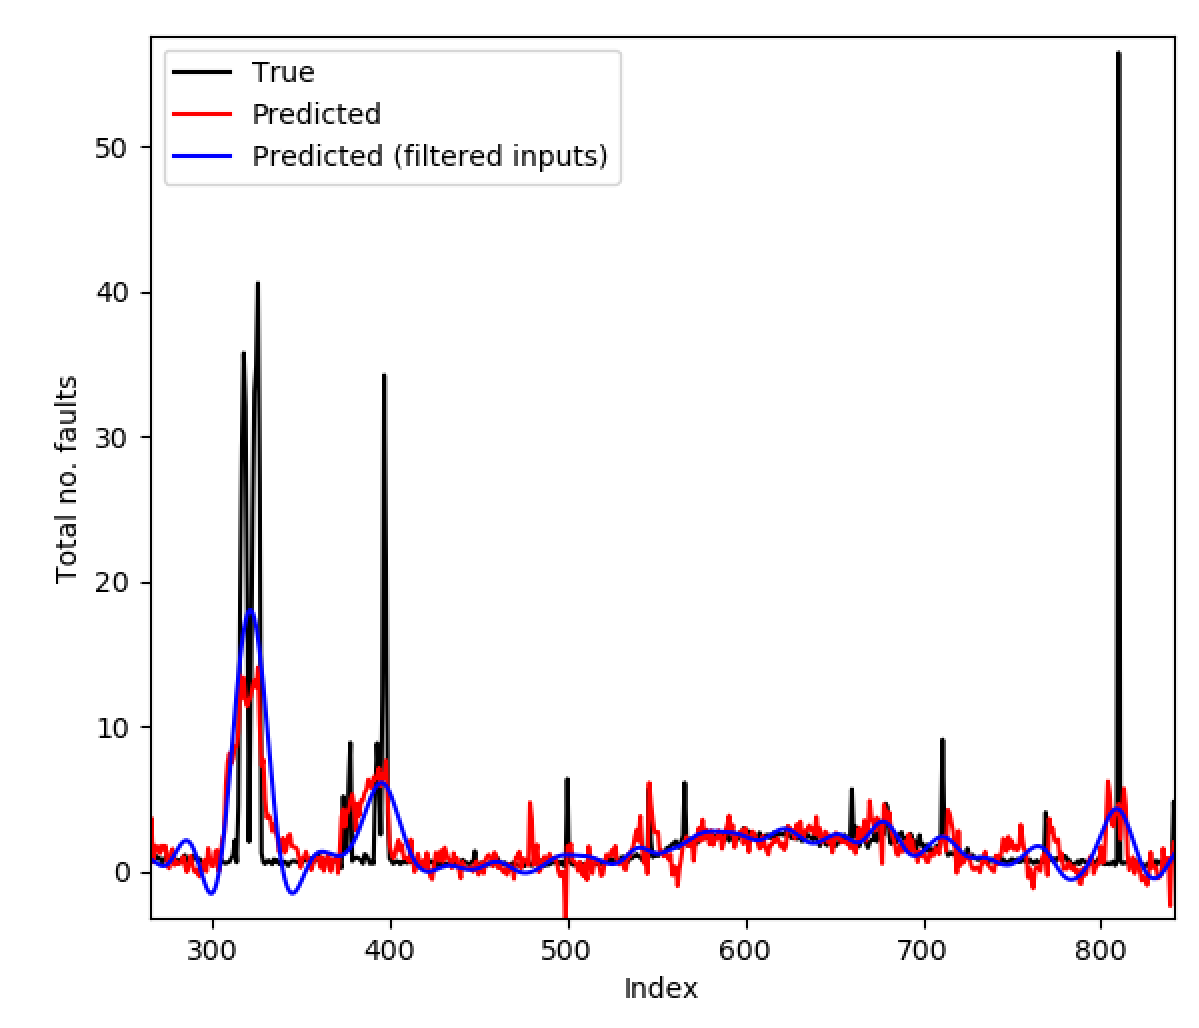 True
Predicted
Predicted (filtered inputs)
50
40
30
20
10
0
Total no. faults
300 400 500 600 700 800
Index